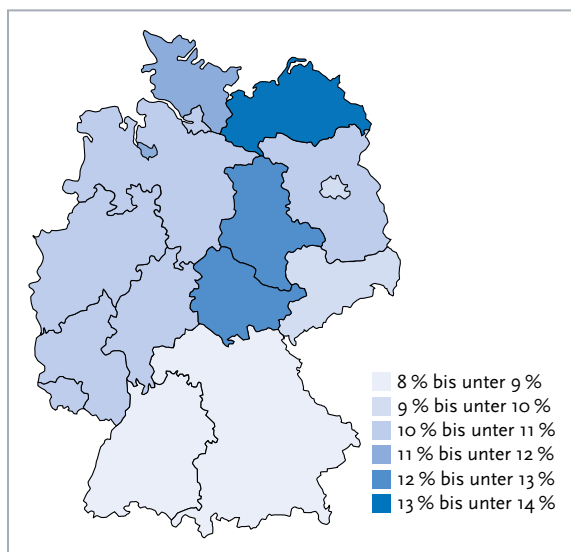 8 % bis unter 9 %
9 % bis unter 10 %
10 % bis unter 11 %
11 % bis unter 12 %
12 % bis unter 13 %
13 % bis unter 14 %